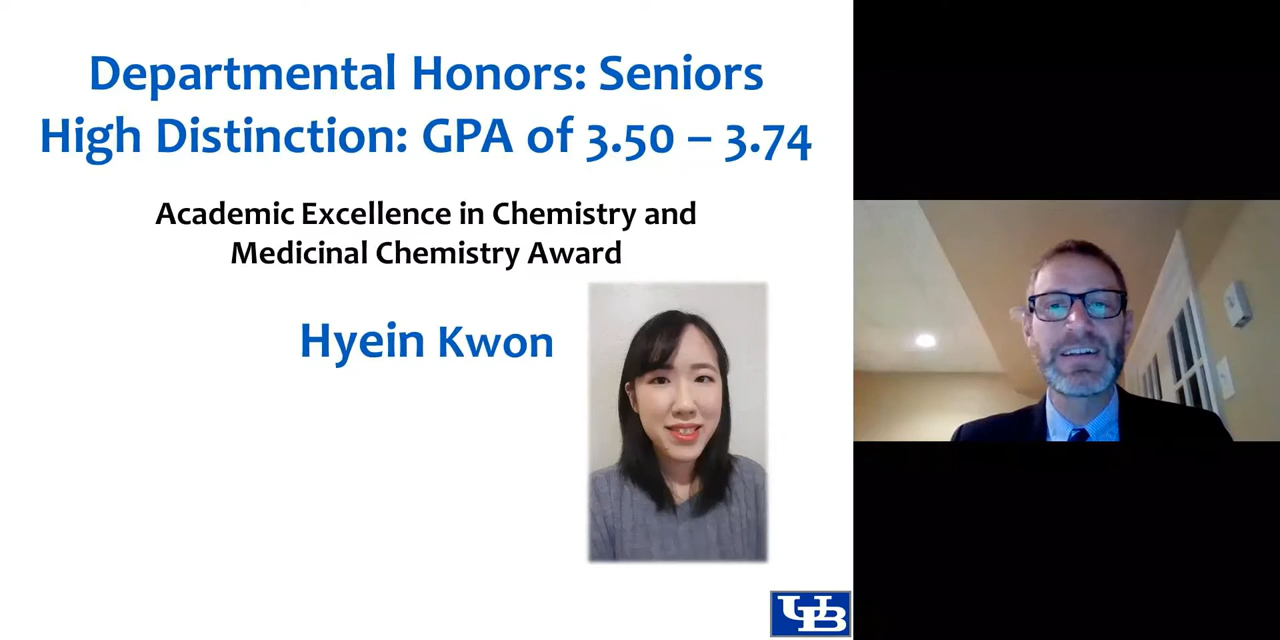 Departmental Honors: Seniors
High Distinction: GPA of 3.50 – 3.74
Academic Excellence in Chemistry and
Medicinal Chemistry Award
Hyein Kwon
UB